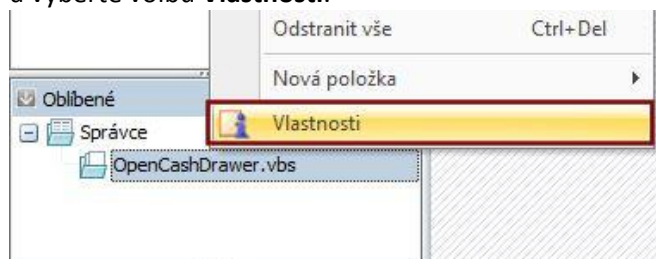 a vyberte volbu Vlastnosti.
Odstranit vše Ctrl+Del
Nová položka
Oblíbené
Vlastnosti
Správce
OpenCashDrawer.vbs